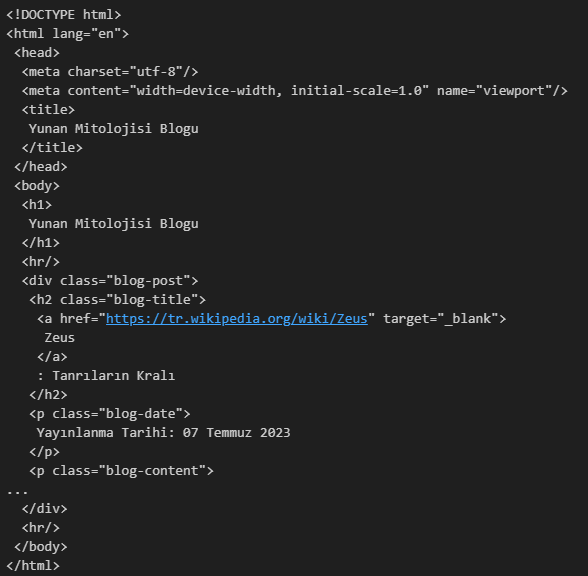 <!DOCTYPE html>
<html lang="en">
 <head>
  <meta charset="utf-8"/>
  <meta content="width=device-width, initial-scale=1.0" name="viewport"/>
  <title>
   Yunan Mitolojisi Blogu
  </title>
 </head>
 <body>
  <h1>
   Yunan Mitolojisi Blogu
  </h1>
  <hr/>
  <div class="blog-post">
   <h2 class="blog-title">
    <a href="https://tr.wikipedia.org/wiki/Zeus" target="_blank">
     Zeus
    </a>
    : Tanrıların Kralı
   </h2>
   <p class="blog-date">
    Yayınlanma Tarihi: 07 Temmuz 2023
   </p>
   <p class="blog-content">
...
  </div>
  <hr/>
 </body>
</html>